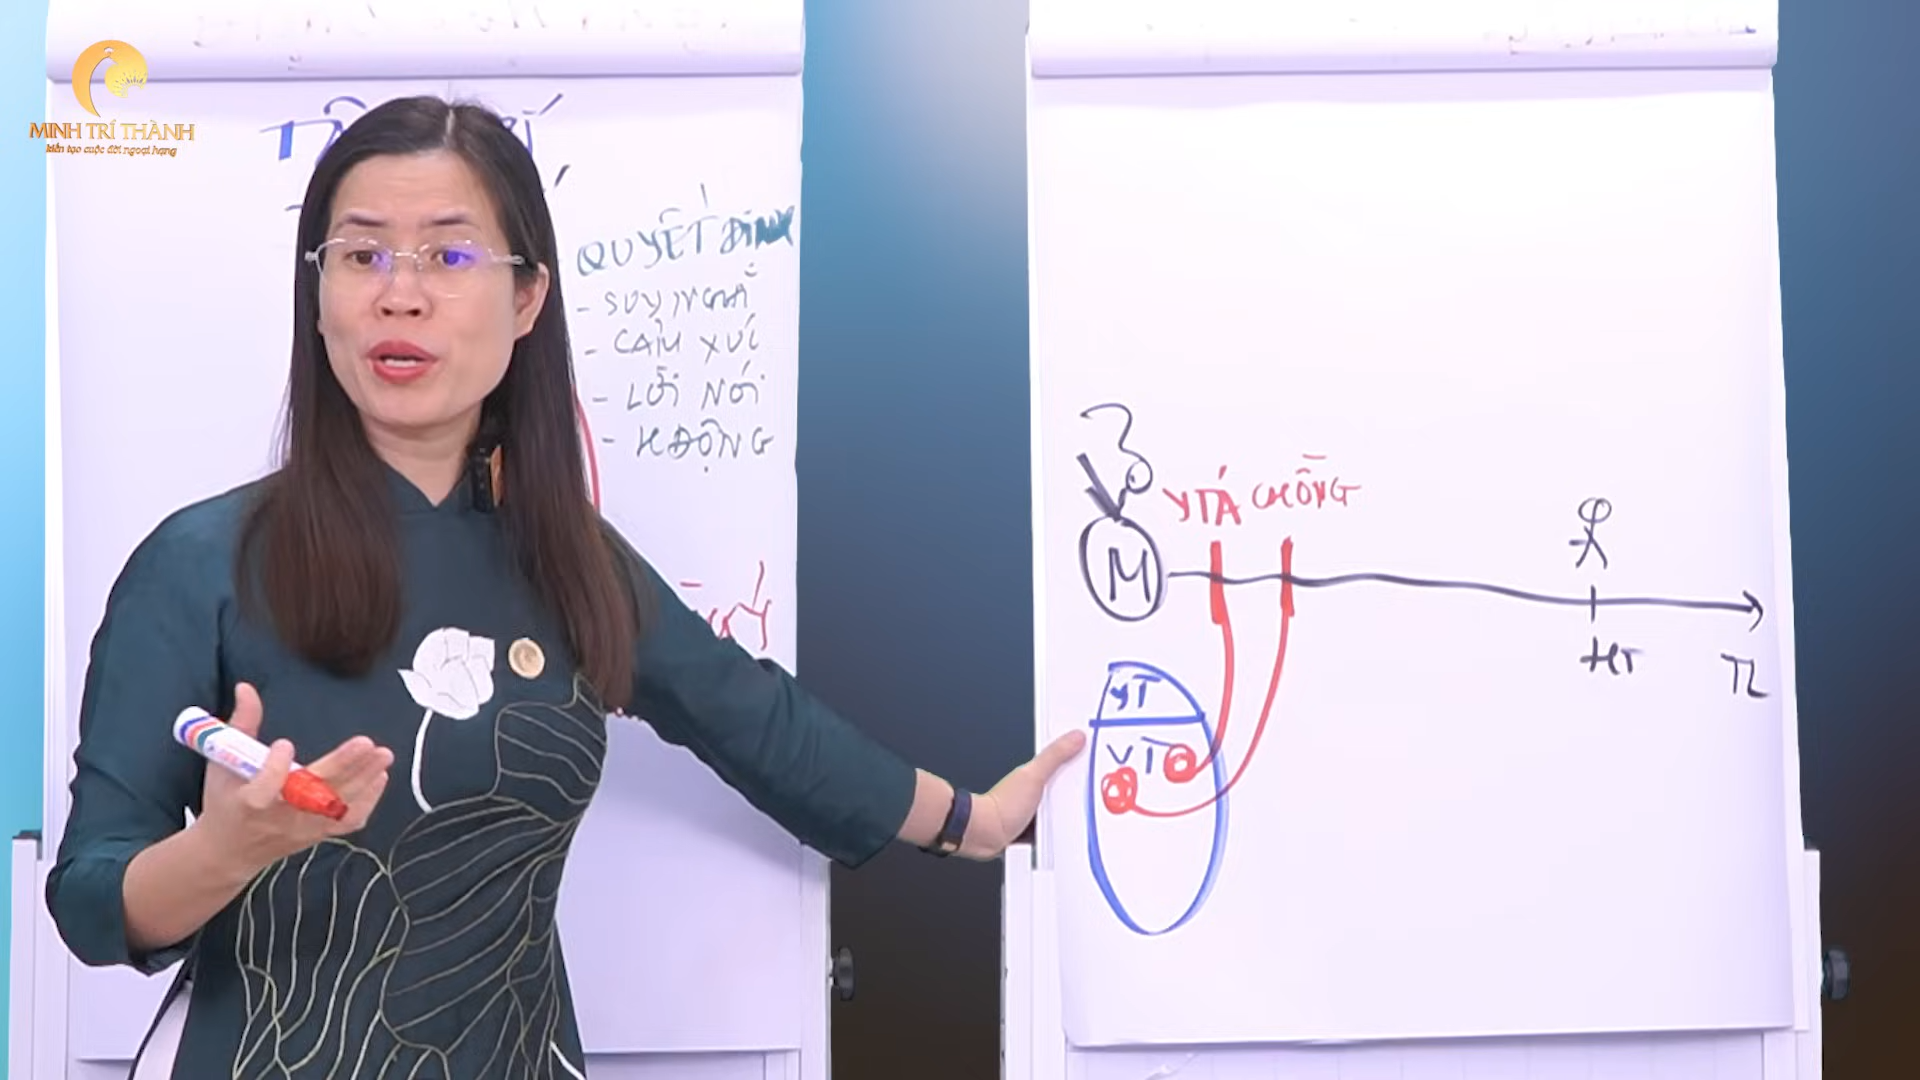 MINH TRÍ THÀNH
kiến tạo cuộc đời ngoại hạng
QUYẾT ĐỊNH
- SUY NGHĨ
- CẢM XÚC
- LỜI NÓI
- HĐỘNG
Y TÁ CHỒNG
M
HT
TL
YT
VT